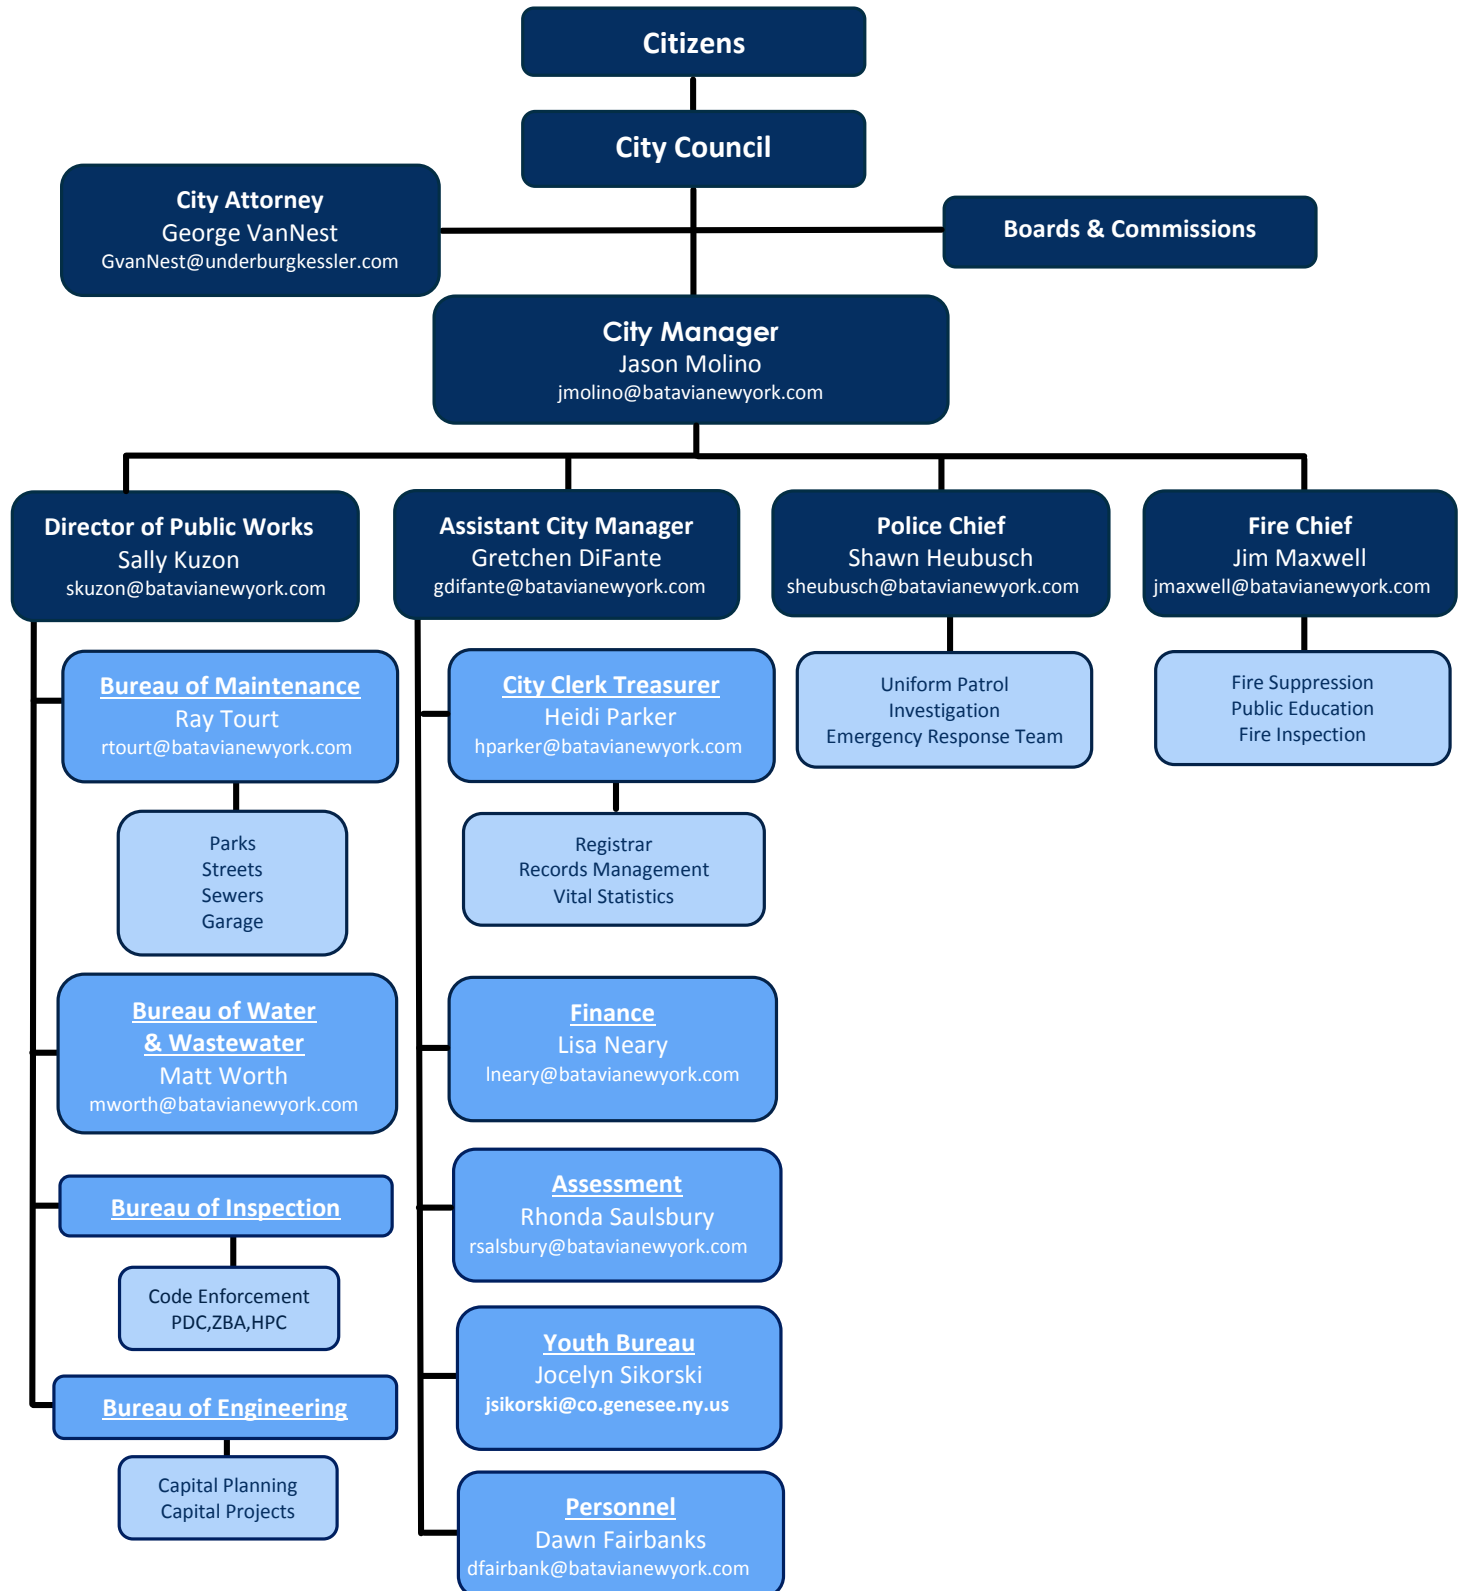 Citizens
City Council
City Attorney
George VanNest
GvanNest@underburgkessler.com
Boards & Commissions
City Manager
Jason Molino
jmolino@batavianewyork.com
Director of Public Works
Sally Kuzon
skuzon@batavianewyork.com
Assistant City Manager
Gretchen DiFante
gdifante@batavianewyork.com
Police Chief
Shawn Heubusch
sheubusch@batavianewyork.com
Fire Chief
Jim Maxwell
jmaxwell@batavianewyork.com
Bureau of Maintenance
Ray Tourt
rtourt@batavianewyork.com
Parks
Streets
Sewers
Garage
Bureau of Water
& Wastewater
Matt Worth
mworth@batavianewyork.com
Bureau of Inspection
Code Enforcement
PDC,ZBA,HPC
Bureau of Engineering
Capital Planning
Capital Projects
City Clerk Treasurer
Heidi Parker
hparker@batavianewyork.com
Registrar
Records Management
Vital Statistics
Finance
Lisa Neary
lneary@batavianewyork.com
Assessment
Rhonda Saulsbury
rsalsbury@batavianewyork.com
Youth Bureau
Jocelyn Sikorski
jsikorski@co.genesee.ny.us
Personnel
Dawn Fairbanks
dfairbank@batavianewyork.com
Uniform Patrol
Investigation
Emergency Response Team
Fire Suppression
Public Education
Fire Inspection